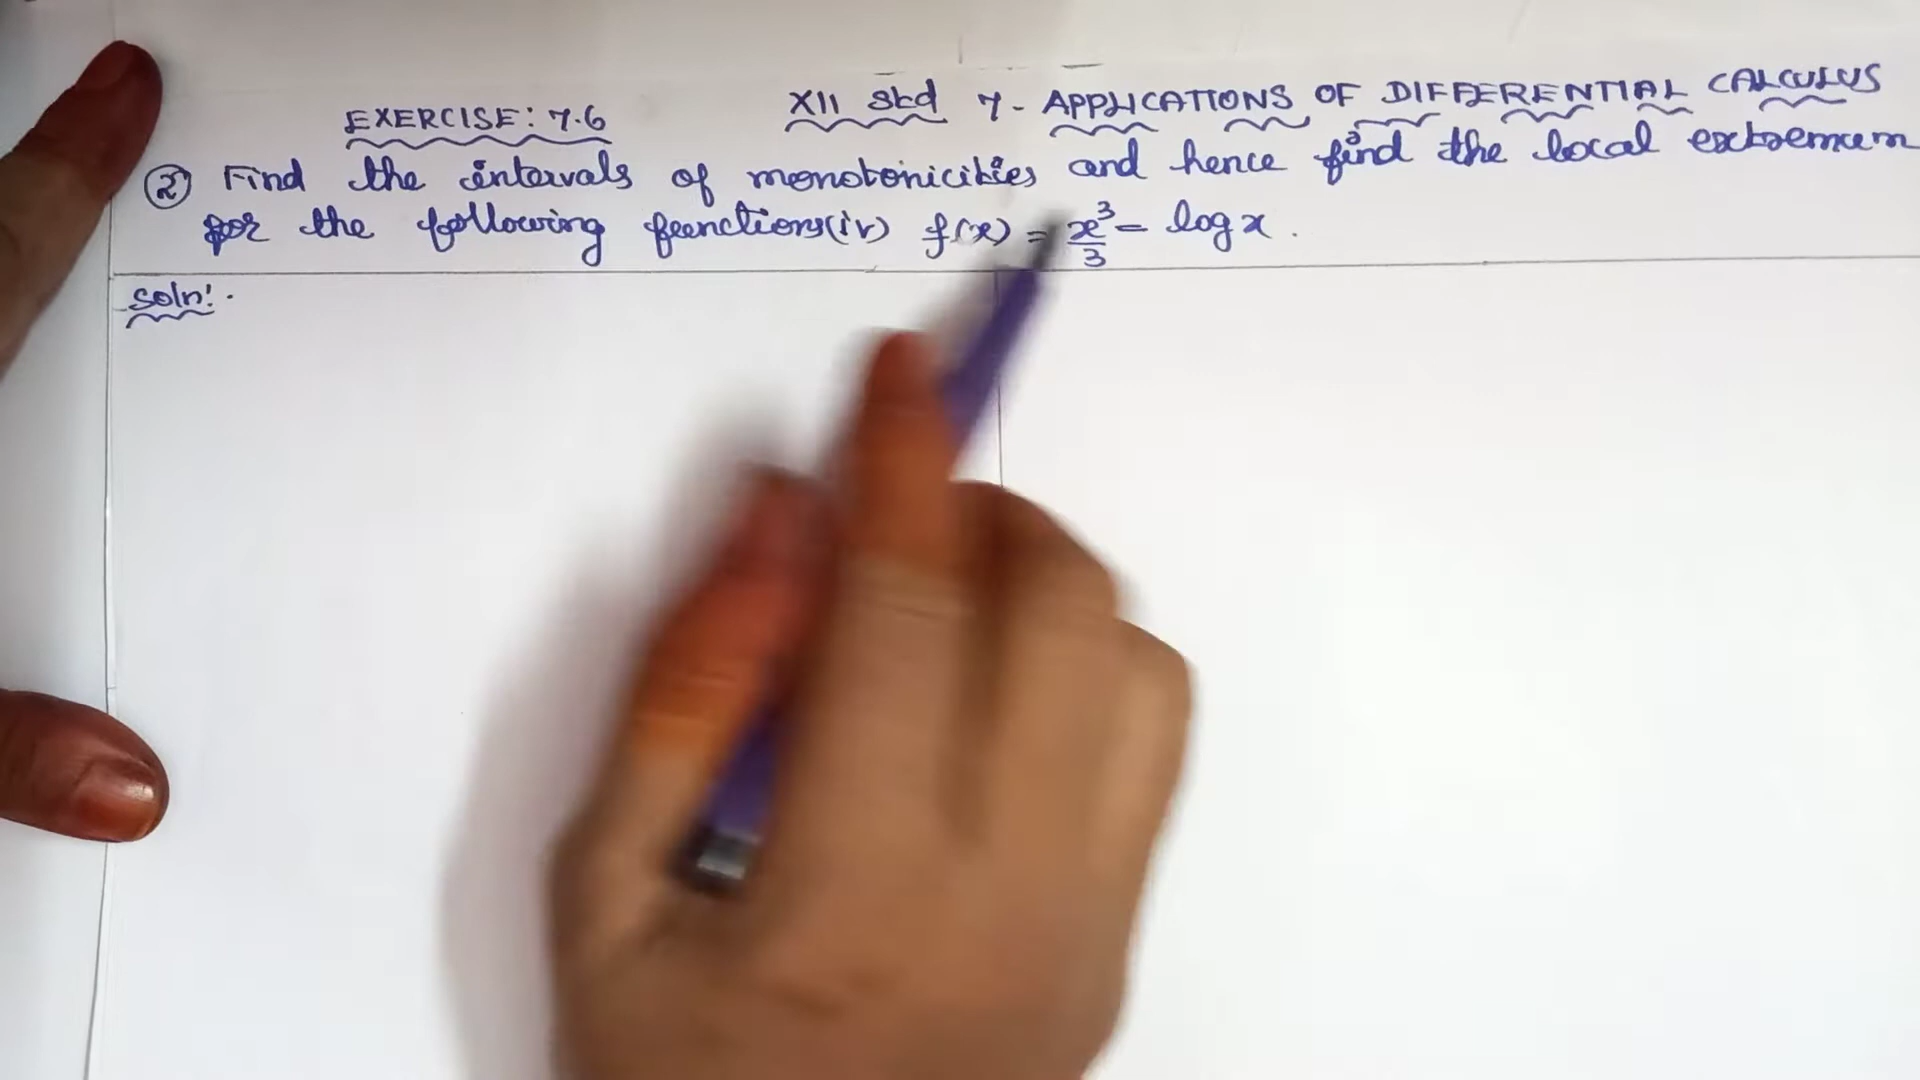 EXERCISE: 7.6
XII Std 7- APPLICATIONS OF DIFFERENTIAL CALCULUS
② Find the intervals of monotonicities and hence find the local extremum
for the following functions(iv) f(x) = x³/3 - log x.
Soln: